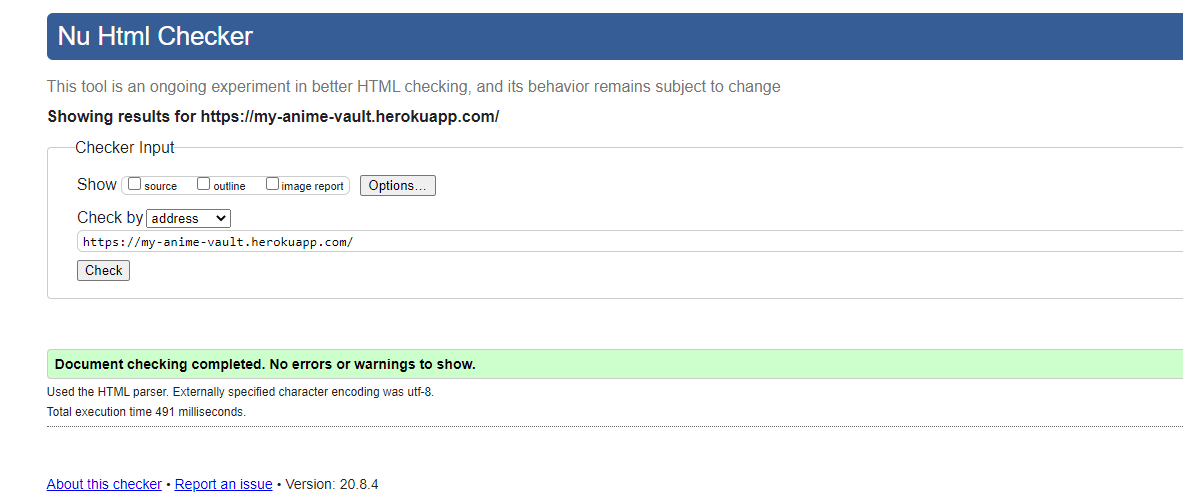 Nu Html Checker
This tool is an ongoing experiment in better HTML checking, and its behavior remains subject to change
Showing results for https://my-anime-vault.herokuapp.com/
Checker Input
Show source outline image report Options...
Check by address
https://my-anime-vault.herokuapp.com/
Check
Document checking completed. No errors or warnings to show.
Used the HTML parser. Externally specified character encoding was utf-8.
Total execution time 491 milliseconds.
About this checker • Report an issue • Version: 20.8.4